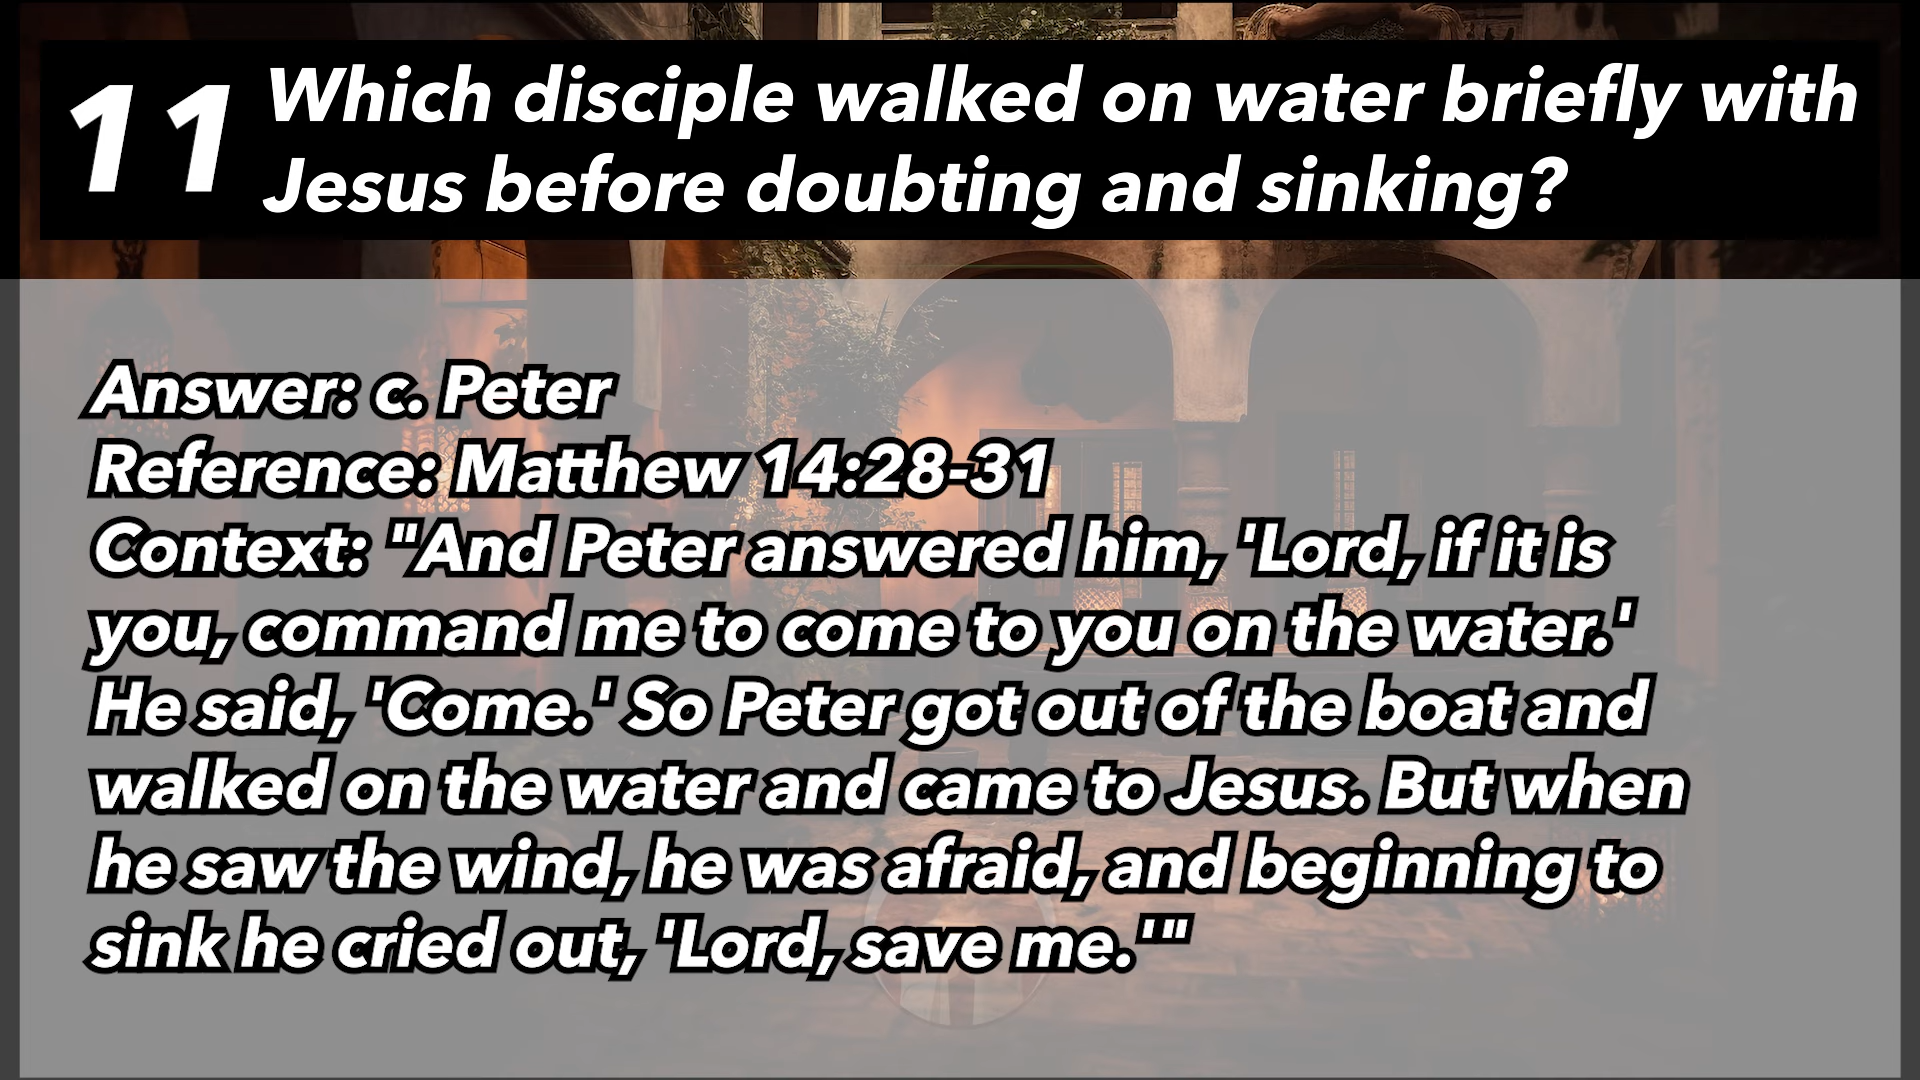 11 Which disciple walked on water briefly with
Jesus before doubting and sinking?
Answer: c. Peter
Reference: Matthew 14:28-31
Context: "And Peter answered him, 'Lord, if it is
you, command me to come to you on the water.'
He said, 'Come.' So Peter got out of the boat and
walked on the water and came to Jesus. But when
he saw the wind, he was afraid, and beginning to
sink he cried out, 'Lord, save me.'"